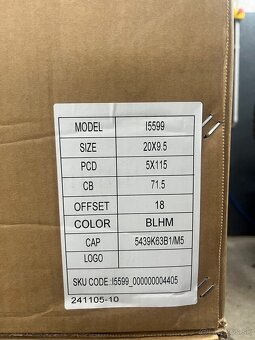 MODEL I5599
SIZE 20X9.5
PCD 5X115
CB 71.5
OFFSET 18
COLOR BLHM
CAP 5439K63B1/M5
LOGO
SKU CODE:I5599_000000004405
241105-10